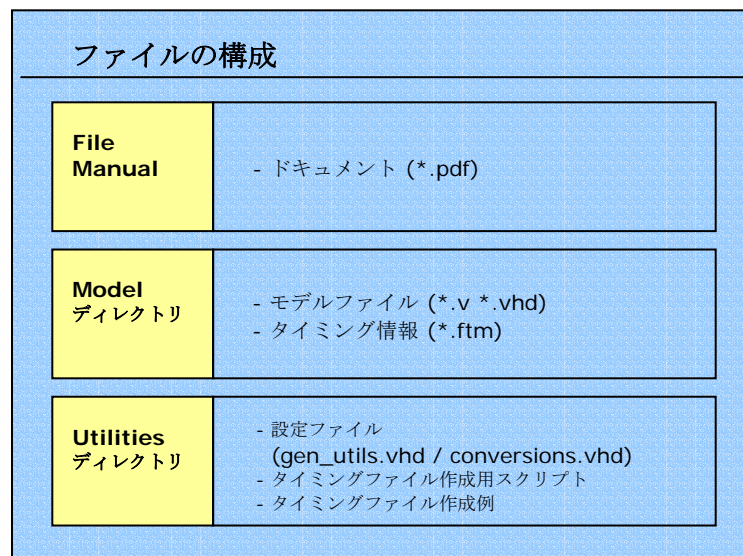 ファイルの構成
File
Manual
- ドキュメント (*.pdf)
Model
ディレクトリ
- モデルファイル (*.v *.vhd)
- タイミング情報 (*.ftm)
Utilities
ディレクトリ
- 設定ファイル
(gen_utils.vhd / conversions.vhd)
- タイミングファイル作成用スクリプト
- タイミングファイル作成例